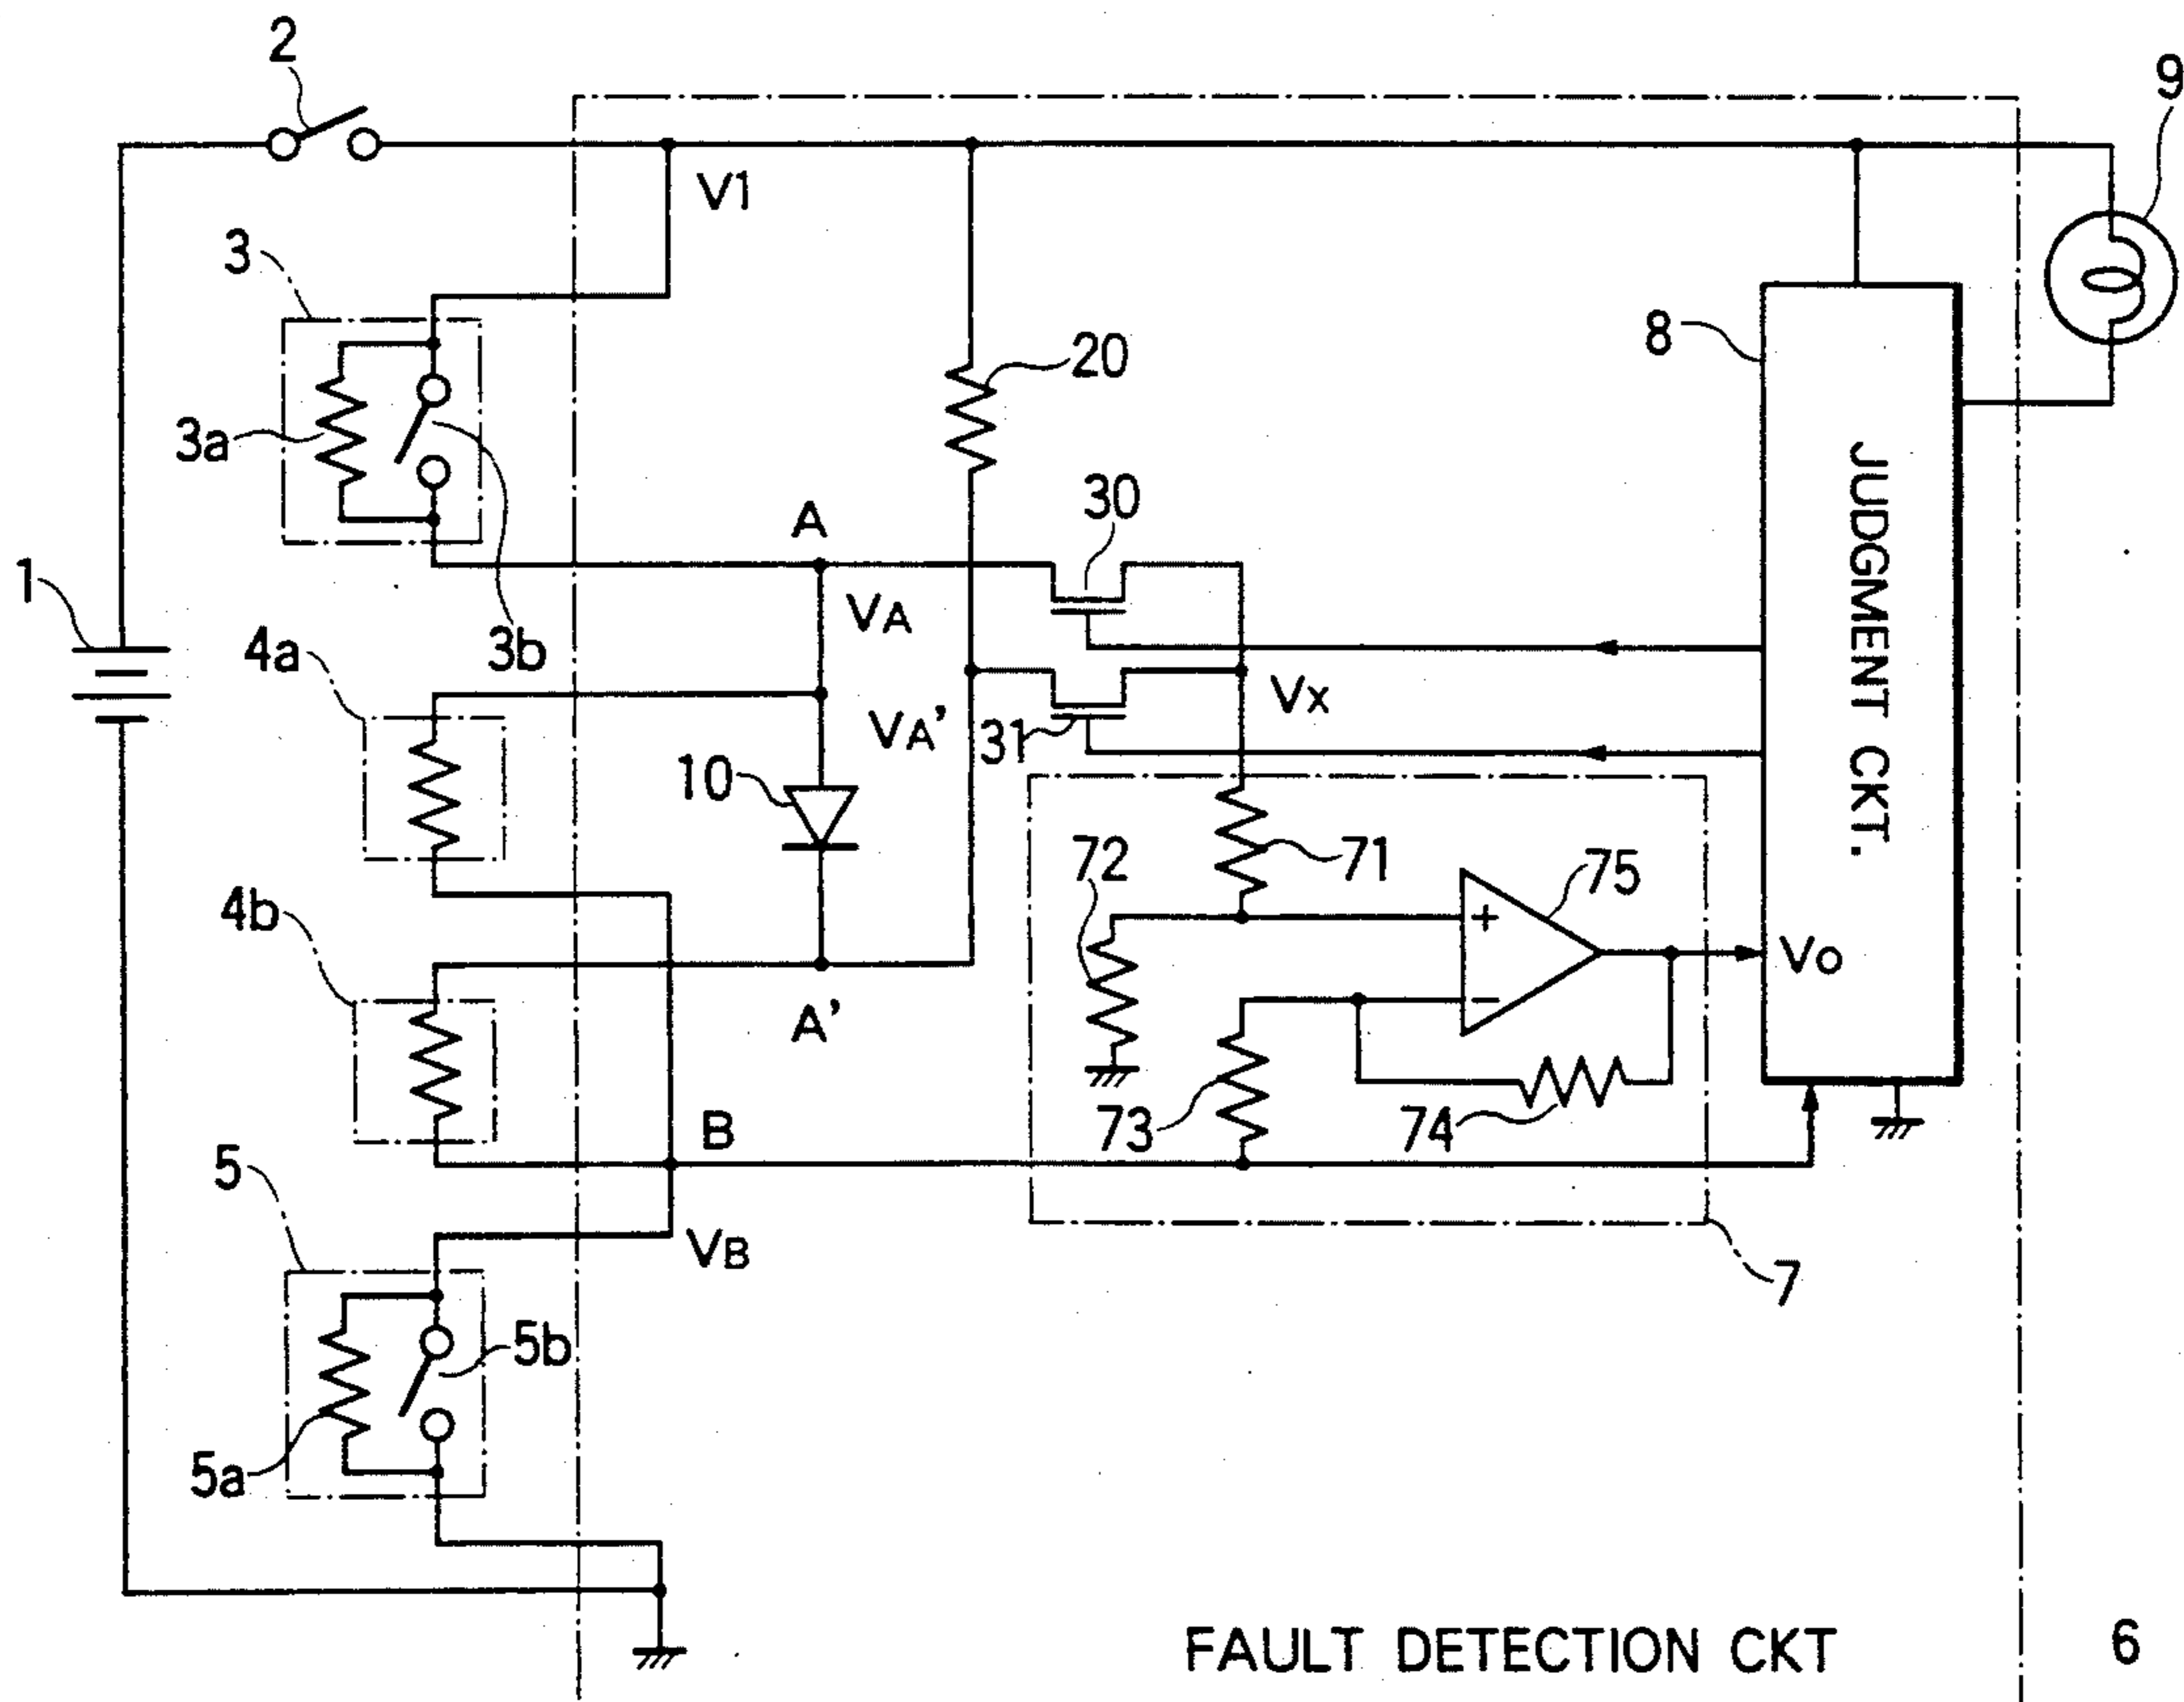 2
9
V1
3
8
20
3a
30
A
1
VA
3b
4a
VA'
31
VX
JUDGMENT CKT.
10
72
71
75
4b
+
VO
A'
−
73
74
B
5
VB
7
5b
5a
FAULT DETECTION CKT
6